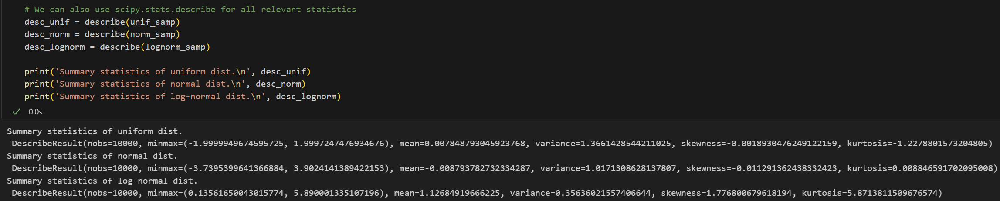 # We can also use scipy.stats.describe for all relevant statistics
desc_unif = describe(unif_samp)
desc_norm = describe(norm_samp)
desc_lognorm = describe(lognorm_samp)
print('Summary statistics of uniform dist.\n', desc_unif)
print('Summary statistics of normal dist.\n', desc_norm)
print('Summary statistics of log-normal dist.\n', desc_lognorm)
0.0s
Summary statistics of uniform dist.
DescribeResult(nobs=10000, minmax=(-1.9999949674595725, 1.9997247476934676), mean=0.007848793045923768, variance=1.3661428544211025, skewness=-0.0018930476249122159, kurtosis=-1.2278801573204805)
Summary statistics of normal dist.
DescribeResult(nobs=10000, minmax=(-3.7395399641366884, 3.9024141389422153), mean=-0.008793782732334287, variance=1.0171308628137807, skewness=-0.011291362438332423, kurtosis=0.008846591702095008)
Summary statistics of log-normal dist.
DescribeResult(nobs=10000, minmax=(0.13561650043015774, 5.890001335107196), mean=1.12684919666225, variance=0.35636021557406644, skewness=1.776800679618194, kurtosis=5.8713811509676574)